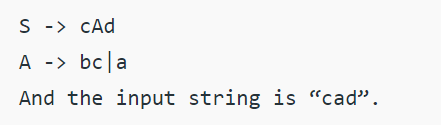 S -> cAd
A -> bc|a
And the input string is “cad”.